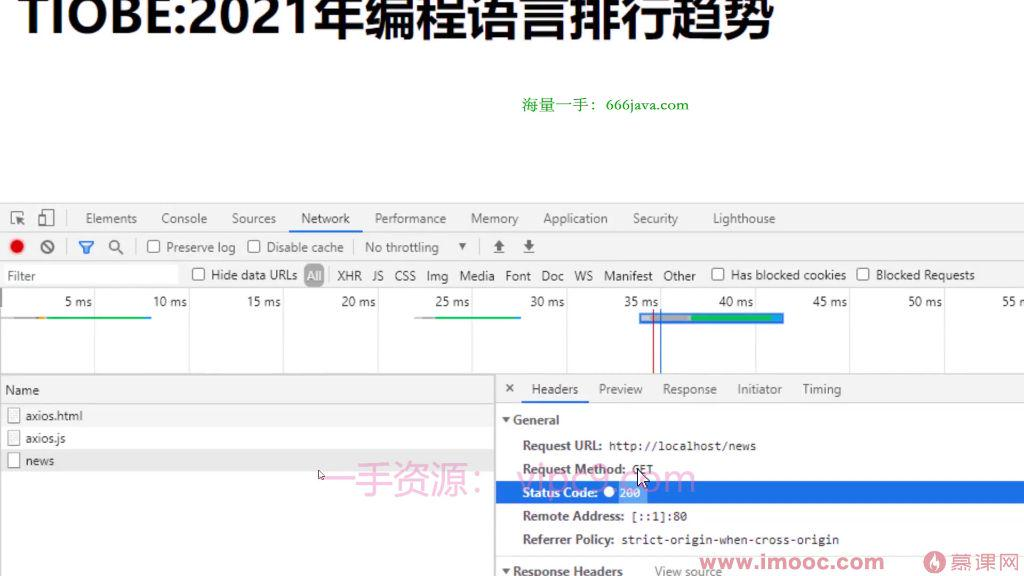 TIOBE:2021年编程语言排行趋势
海量一手：666java.com
Elements Console Sources Network Performance Memory Application Security Lighthouse
Preserve log Disable cache No throttling
Filter Hide data URLs All XHR JS CSS Img Media Font Doc WS Manifest Other Has blocked cookies Blocked Requests
5 ms 10 ms 15 ms 20 ms 25 ms 30 ms 35 ms 40 ms 45 ms 50 ms 55 m
Name
axios.html
axios.js
news
Headers Preview Response Initiator Timing
General
Request URL: http://localhost/news
Request Method: GET
一手资源： vipc9.com
Status Code: 200
Remote Address: [::1]:80
Referrer Policy: strict-origin-when-cross-origin
www.imooc.com 慕课网
Response Headers View source